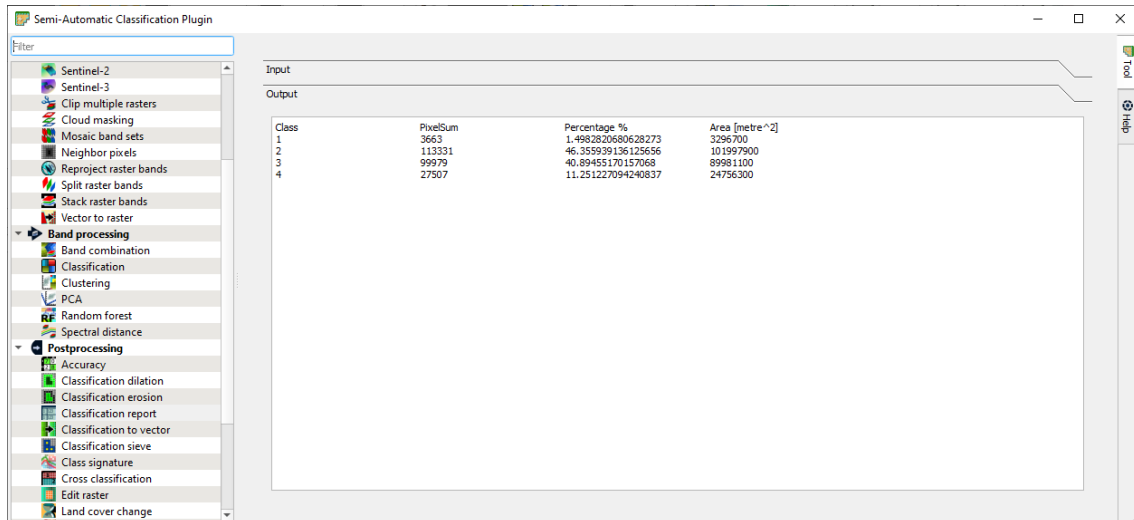 Semi-Automatic Classification Plugin
Filter
Sentinel-2
Sentinel-3
Clip multiple rasters
Cloud masking
Mosaic band sets
Neighbor pixels
Reproject raster bands
Split raster bands
Stack raster bands
Vector to raster
Band processing
Band combination
Classification
Clustering
PCA
RF Random forest
Spectral distance
Postprocessing
Accuracy
Classification dilation
Classification erosion
Classification report
Classification to vector
Classification sieve
Class signature
Cross classification
Edit raster
Land cover change
Input
Output
Class PixelSum Percentage % Area [metre^2]
1 3663 1.4982820680628273 3296700
2 113331 46.355939136125656 101997900
3 99979 40.89455170157068 89981100
4 27507 11.251227094240837 24756300
Tool
Help